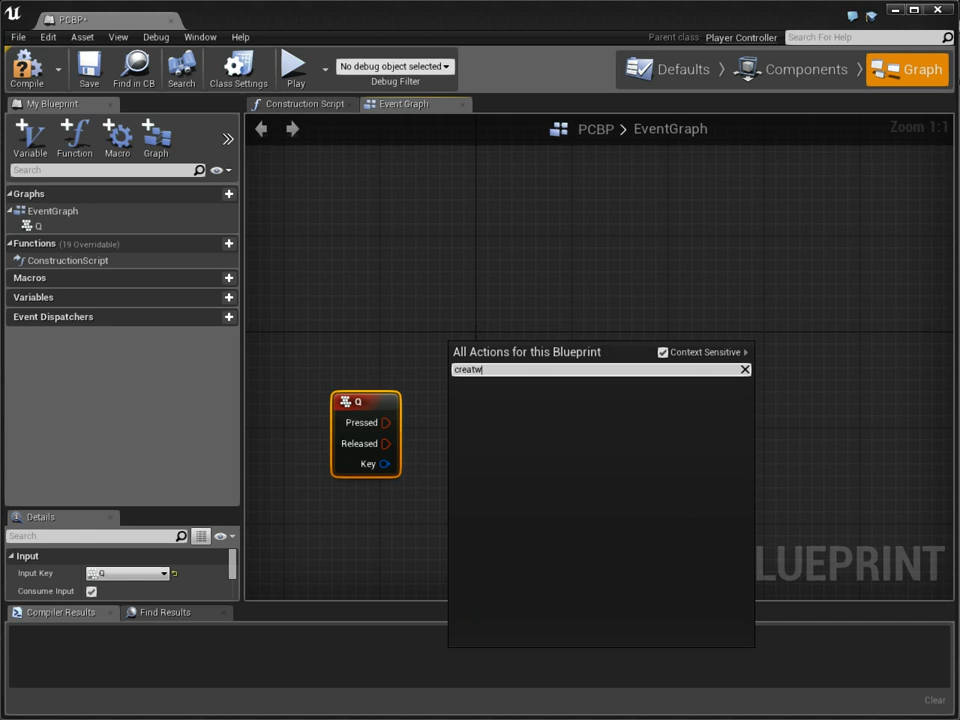 PCBP*
File Edit Asset View Debug Window Help
Parent class Player Controller Search For Help
Compile Save Find in CB Search Class Settings Play
No debug object selected
Debug Filter
Defaults Components Graph
My Blueprint
Construction Script Event Graph
Variable Function Macro Graph
PCBP > EventGraph
Zoom 1:1
Search
Graphs
EventGraph
Q
Functions (19 Overridable)
ConstructionScript
Macros
Variables
Event Dispatchers
All Actions for this Blueprint Context Sensitive
creatw
Q
Pressed
Released
Key
Details
Search
Input
Input Key Q
Consume Input
LUEPRINT
Compiler Results Find Results
Clear